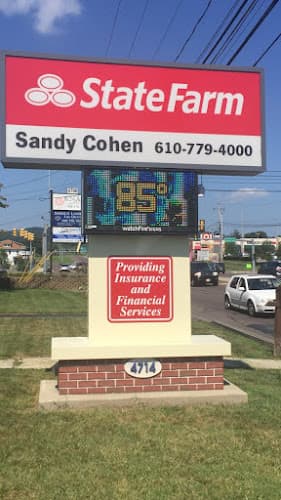 State Farm
Sandy Cohen 610-779-4000
85°
Providing
Insurance
and
Financial
Services
4714